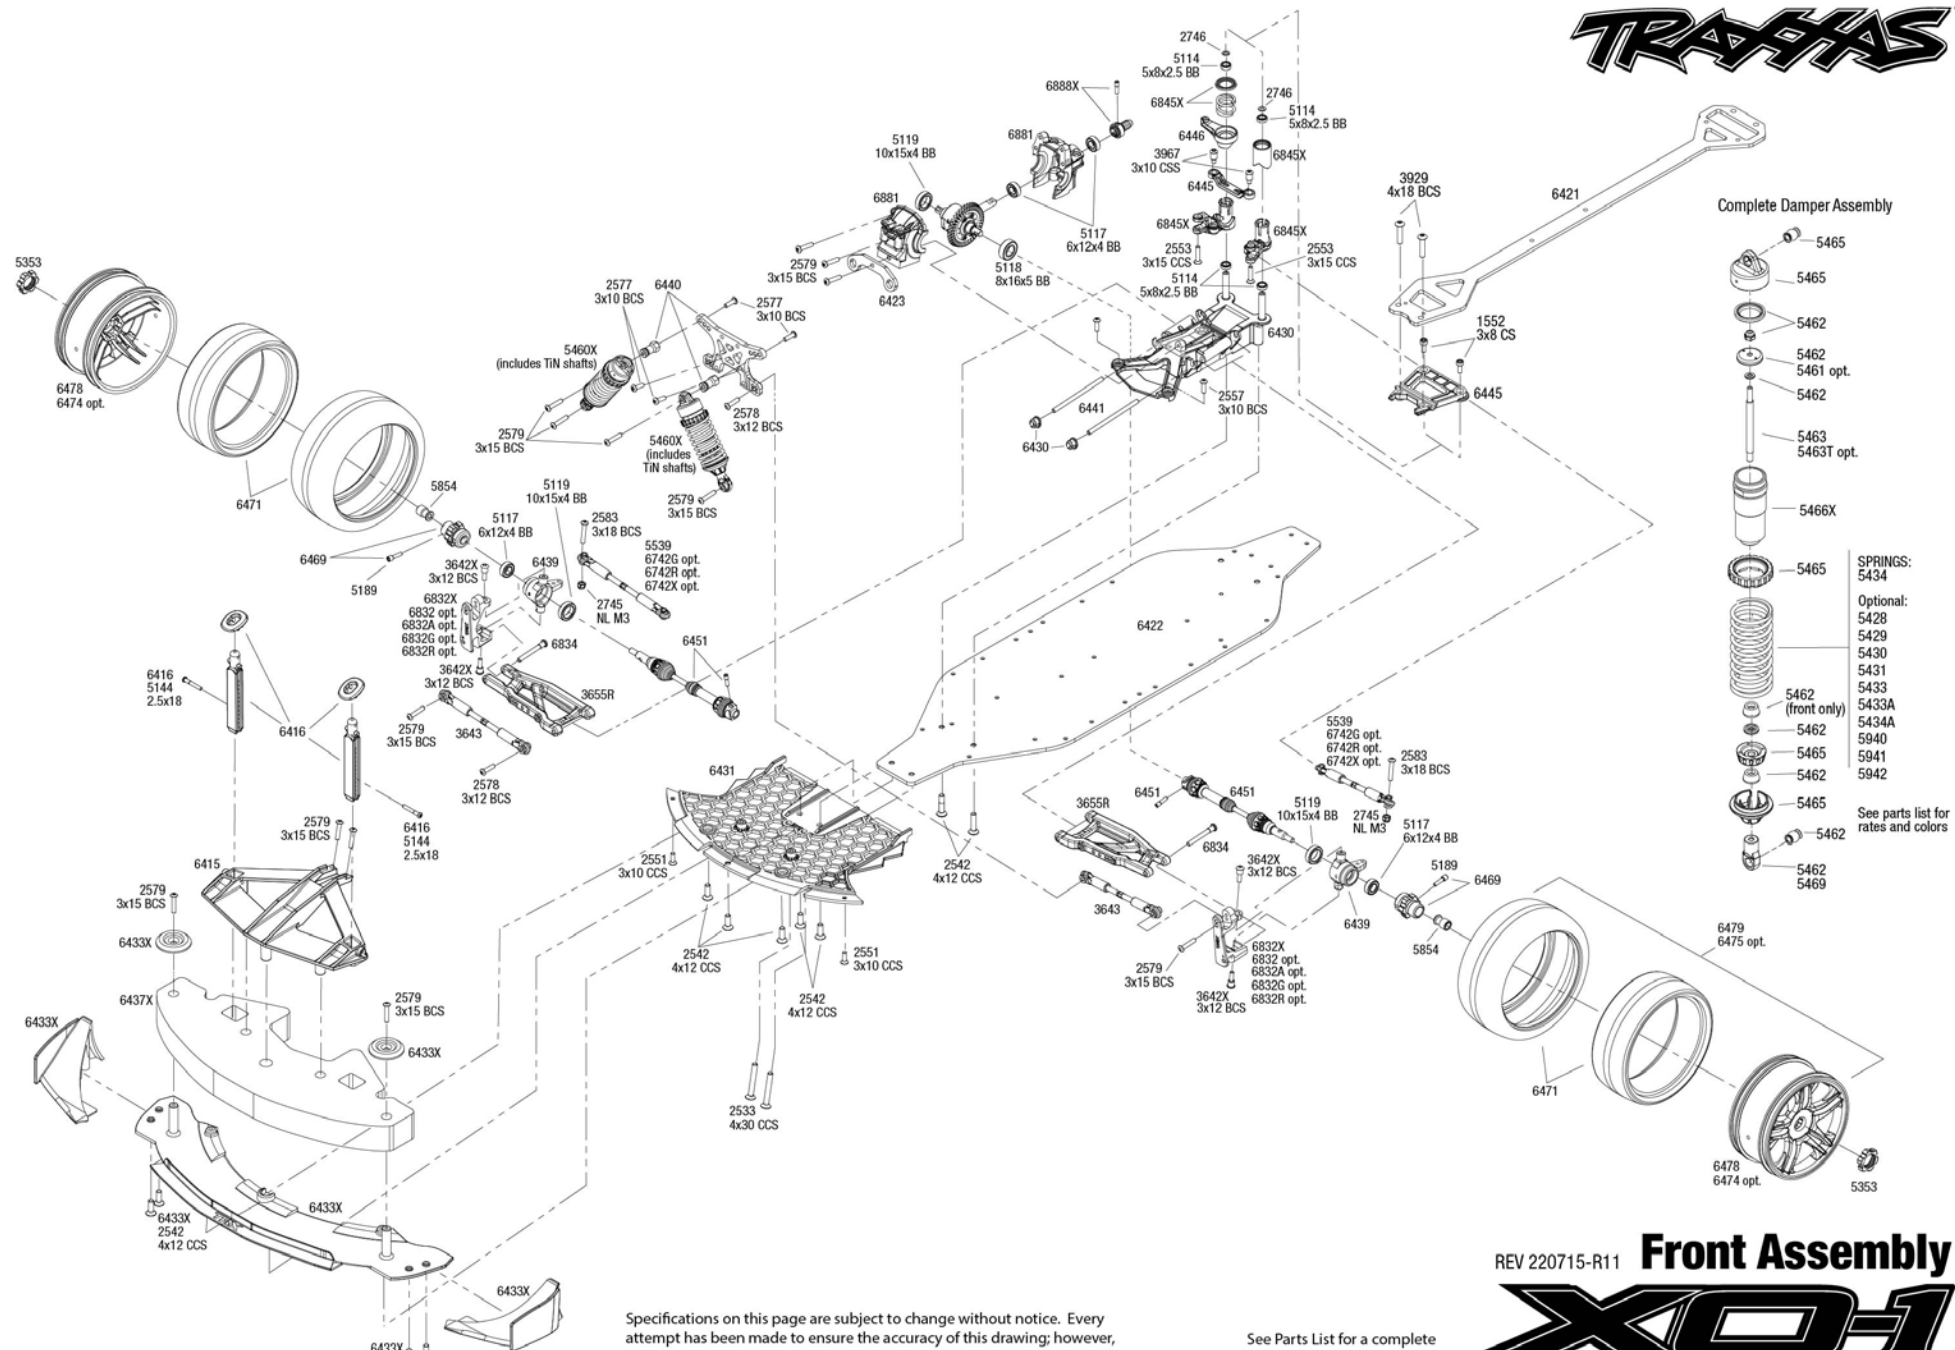 TRAXXAS
2746
5114
5x8x2.5 BB
6888X
6845X
2746
5114
5x8x2.5 BB
6881
6446
5119
10x15x4 BB
3967
3x10 CSS
6845X
6445
6881
3929
4x18 BCS
6421
Complete Damper Assembly
6845X
6845X
5117
6x12x4 BB
5465
2553
3x15 CCS
2553
3x15 CCS
5353
2579
3x15 BCS
5118
8x16x5 BB
5114
5x8x2.5 BB
5465
2577
3x10 BCS
6440
2577
3x10 BCS
6423
6430
1552
3x8 CS
5462
5460X
(includes TiN shafts)
5462
5461 opt.
6478
6474 opt.
6441
2557
3x10 BCS
6445
5462
2578
3x12 BCS
2579
3x15 BCS
5460X
(includes
TiN shafts)
6430
5463
5463T opt.
6471
5854
5119
10x15x4 BB
2579
3x15 BCS
5466X
5117
6x12x4 BB
2583
3x18 BCS
6469
5189
3642X
3x12 BCS
6439
5539
6742G opt.
6742R opt.
6742X opt.
5465
SPRINGS:
5434
Optional:
5428
5429
5430
5431
5433
5433A
5434A
5940
5941
5942
6832X
6832 opt.
6832A opt.
6832G opt.
6832R opt.
2745
NL M3
6422
6834
6451
6416
5144
2.5x18
3642X
3x12 BCS
3655R
5462
(front only)
6416
2579
3x15 BCS
3643
5462
5539
6742G opt.
6742R opt.
6742X opt.
2583
3x18 BCS
5465
2578
3x12 BCS
6431
5462
6451
6451
3655R
5119
10x15x4 BB
2745
NL M3
5465
See parts list for
rates and colors
2579
3x15 BCS
6416
5144
2.5x18
5117
6x12x4 BB
5462
6834
6415
2551
3x10 CCS
2542
4x12 CCS
3642X
3x12 BCS
5189
6469
5462
5469
2579
3x15 BCS
3643
6439
6433X
2542
4x12 CCS
2551
3x10 CCS
5854
6479
6475 opt.
2579
3x15 BCS
6832X
6832 opt.
6832A opt.
6832G opt.
6832R opt.
6437X
2579
3x15 BCS
2542
4x12 CCS
3642X
3x12 BCS
6433X
6433X
6471
2533
4x30 CCS
6478
6474 opt.
5353
6433X
6433X
2542
4x12 CCS
REV 220715-R11
Front Assembly
6433X
XO-1
Specifications on this page are subject to change without notice. Every
attempt has been made to ensure the accuracy of this drawing; however,
See Parts List for a complete
6433X